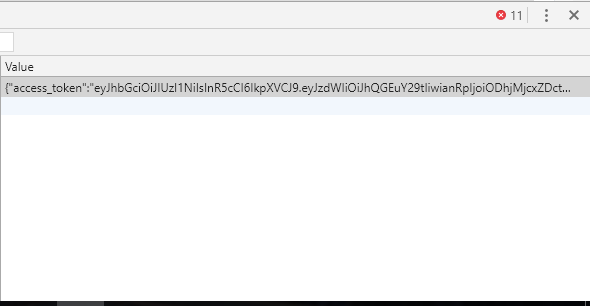 11
Value
{"access_token":"eyJhbGciOiJIUzI1NiIsInR5cCI6IkpXVCJ9.eyJzdWIiOiJhQGEuY29tIiwianRpIjoiODhjMjcxZDct...